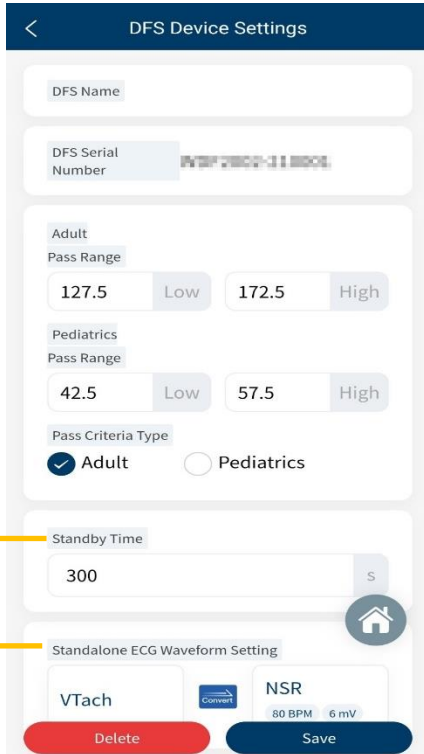 DFS Device Settings
DFS Name
DFS Serial
Number
Adult
Pass Range
127.5 Low 172.5 High
Pediatrics
Pass Range
42.5 Low 57.5 High
Pass Criteria Type
Adult Pediatrics
Standby Time
300 s
Standalone ECG Waveform Setting
VTach Convert NSR
80 BPM 6 mV
Delete Save